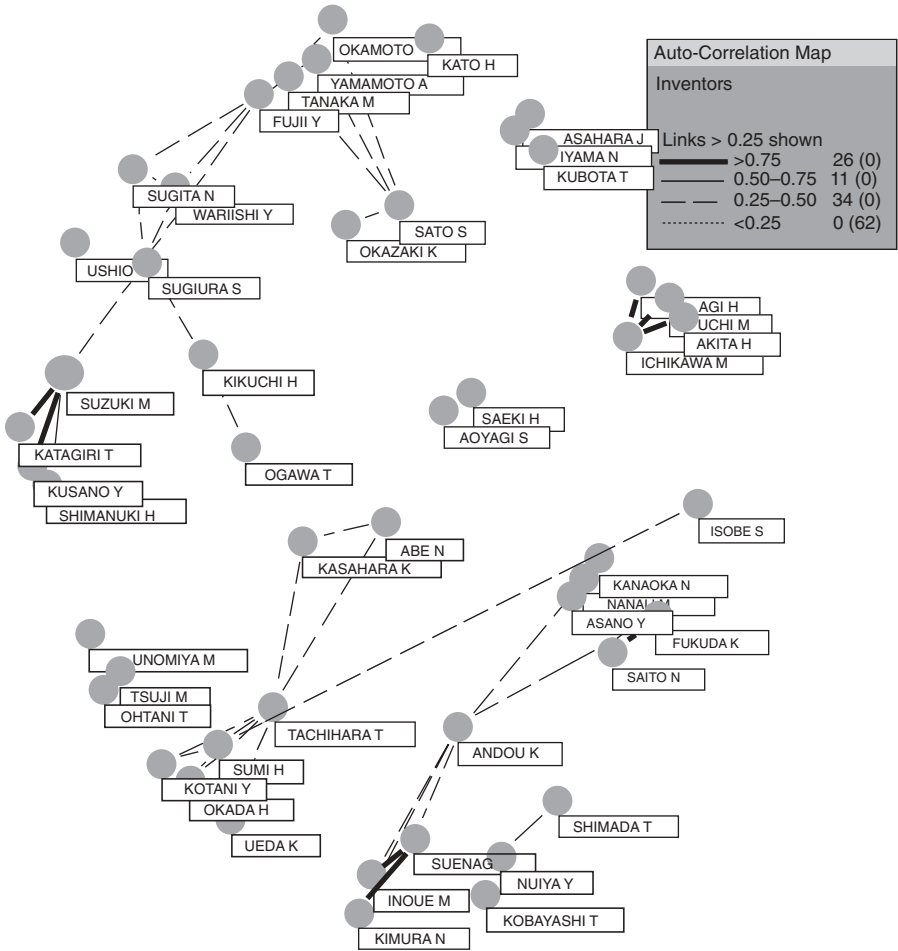 OKAMOTO
KATO H
YAMAMOTO A
TANAKA M
FUJII Y
Auto-Correlation Map
Inventors
Links > 0.25 shown
>0.75 26 (0)
0.50–0.75 11 (0)
0.25–0.50 34 (0)
<0.25 0 (62)
ASAHARA J
IYAMA N
KUBOTA T
SUGITA N
WARIISHI Y
SATO S
OKAZAKI K
USHIO
SUGIURA S
AGI H
UCHI M
AKITA H
ICHIKAWA M
KIKUCHI H
SUZUKI M
SAEKI H
AOYAGI S
KATAGIRI T
OGAWA T
KUSANO Y
SHIMANUKI H
ISOBE S
ABE N
KASAHARA K
KANAOKA N
ASANO Y
FUKUDA K
SAITO N
UNOMIYA M
TSUJI M
OHTANI T
TACHIHARA T
ANDOU K
SUMI H
KOTANI Y
OKADA H
UEDA K
SHIMADA T
SUENAG
NUIYA Y
INOUE M
KOBAYASHI T
KIMURA N